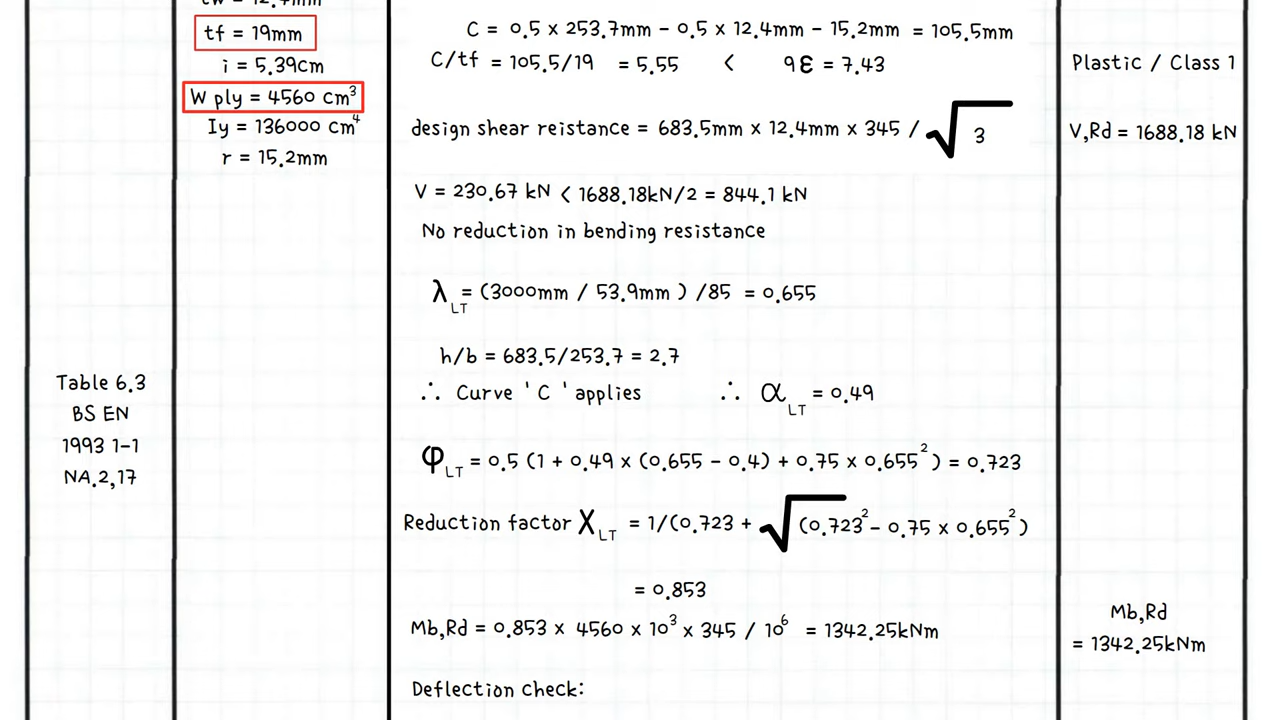 tw = 12.4mm
tf = 19mm
i = 5.39cm
W ply = 4560 cm³
Iy = 136000 cm⁴
r = 15.2mm
C = 0.5 x 253.7mm - 0.5 x 12.4mm - 15.2mm = 105.5mm
C/tf = 105.5/19 = 5.55 < 9ε = 7.43
Plastic / Class 1
design shear reistance = 683.5mm x 12.4mm x 345 / √3
V,Rd = 1688.18 kN
V = 230.67 kN < 1688.18kN/2 = 844.1 kN
No reduction in bending resistance
λLT = (3000mm / 53.9mm ) /85 = 0.655
h/b = 683.5/253.7 = 2.7
Table 6.3
BS EN
1993 1-1
NA.2,17
∴ Curve 'C' applies ∴ αLT = 0.49
φLT = 0.5 (1 + 0.49 x (0.655 - 0.4) + 0.75 x 0.655²) = 0.723
Reduction factor XLT = 1/(0.723 + √(0.723² - 0.75 x 0.655²)
= 0.853
Mb,Rd = 0.853 x 4560 x 10³ x 345 / 10⁶ = 1342.25kNm
Mb,Rd
= 1342.25kNm
Deflection Check: